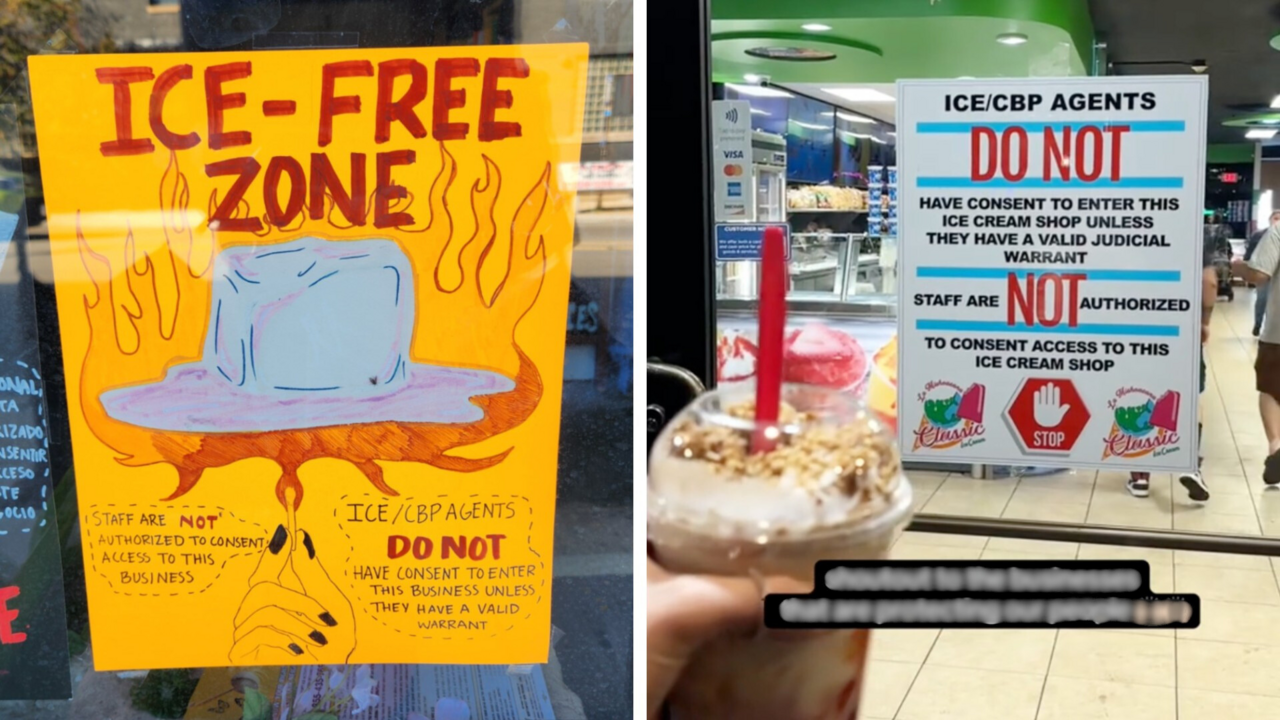 ICE-FREE
ZONE
STAFF ARE NOT
AUTHORIZED TO CONSENT
ACCESS TO THIS
BUSINESS
ICE/CBP AGENTS
DO NOT
HAVE CONSENT TO ENTER
THIS BUSINESS UNLESS
THEY HAVE A VALID
WARRANT
VISA
CUSTOMER
ICE/CBP AGENTS
DO NOT
HAVE CONSENT TO ENTER THIS
ICE CREAM SHOP UNLESS
THEY HAVE A VALID JUDICIAL
WARRANT
STAFF ARE NOT AUTHORIZED
TO CONSENT ACCESS TO THIS
ICE CREAM SHOP
Classic
STOP
Classic